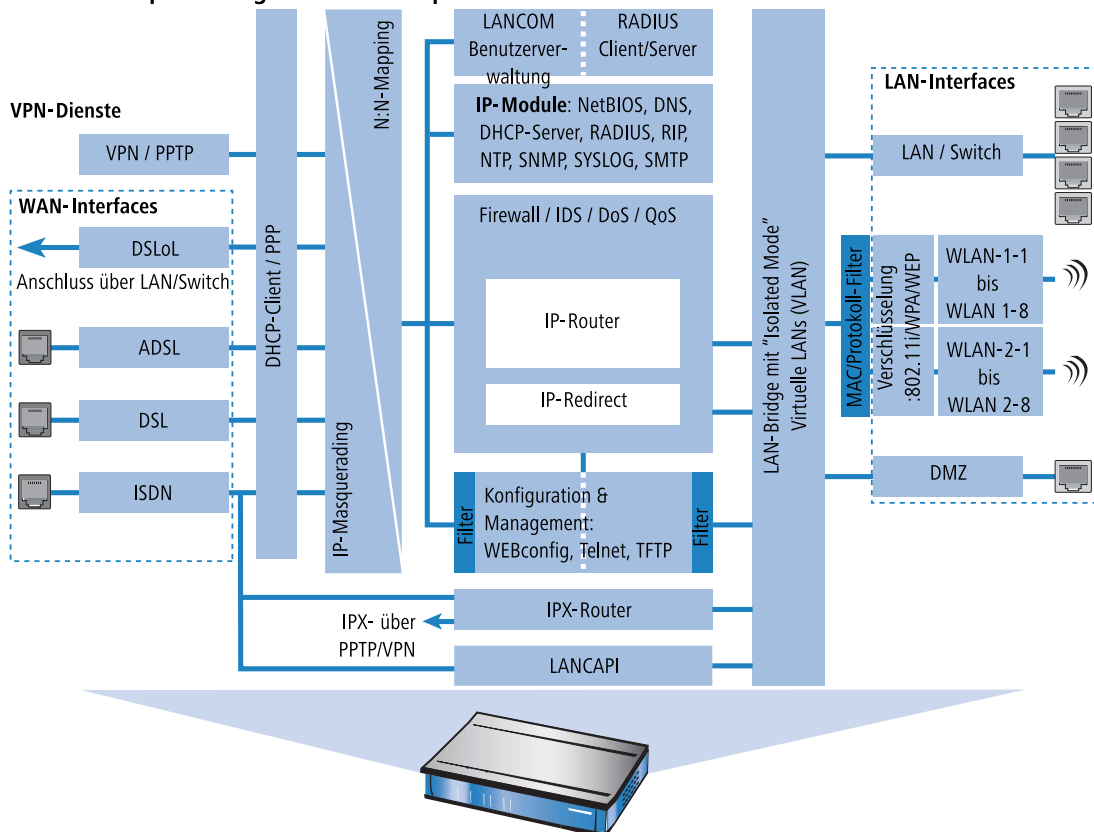 LANCOM
Benutzerver-
waltung
RADIUS
Client/Server
N:N-Mapping
IP-Module: NetBIOS, DNS,
DHCP-Server, RADIUS, RIP,
NTP, SNMP, SYSLOG, SMTP
LAN-Interfaces
VPN-Dienste
VPN / PPTP
LAN / Switch
WAN-Interfaces
DSLoL
Anschluss über LAN/Switch
ADSL
DSL
ISDN
DHCP-Client / PPP
IP-Masquerading
Firewall / IDS / DoS / QoS
IP-Router
IP-Redirect
Filter
Konfiguration &
Management:
WEBconfig, Telnet, TFTP
Filter
LAN-Bridge mit "Isolated Mode"
Virtuelle LANs (VLAN)
MAC/Protokoll-Filter
Verschlüsselung
:802.11i/WPA/WEP
WLAN-1-1
bis
WLAN 1-8
WLAN-2-1
bis
WLAN 2-8
DMZ
IPX-Router
IPX- über
PPTP/VPN
LANCAPI